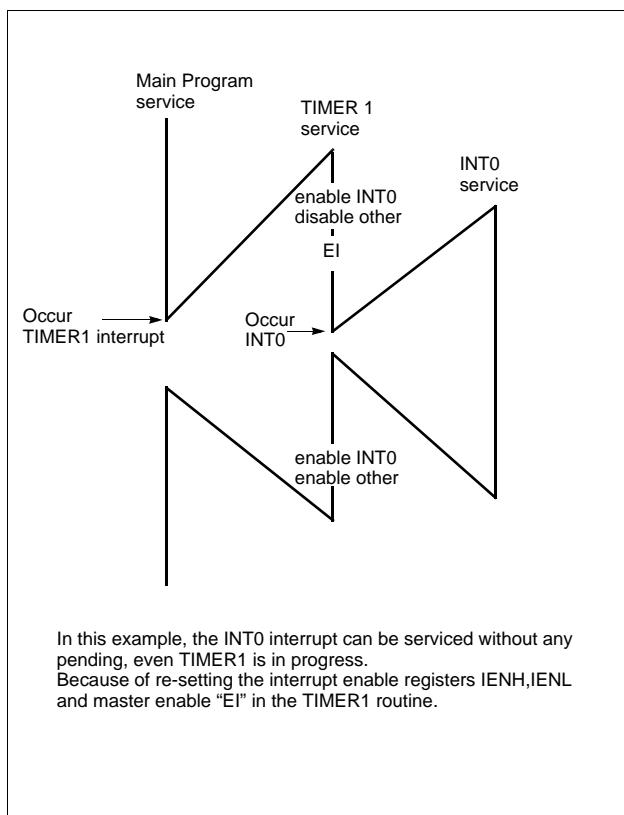 Main Program
service
TIMER 1
service
INT0
service
enable INT0
disable other
EI
Occur
TIMER1 interrupt
Occur
INT0
enable INT0
enable other
In this example, the INT0 interrupt can be serviced without any
pending, even TIMER1 is in progress.
Because of re-setting the interrupt enable registers IENH,IENL
and master enable “EI” in the TIMER1 routine.